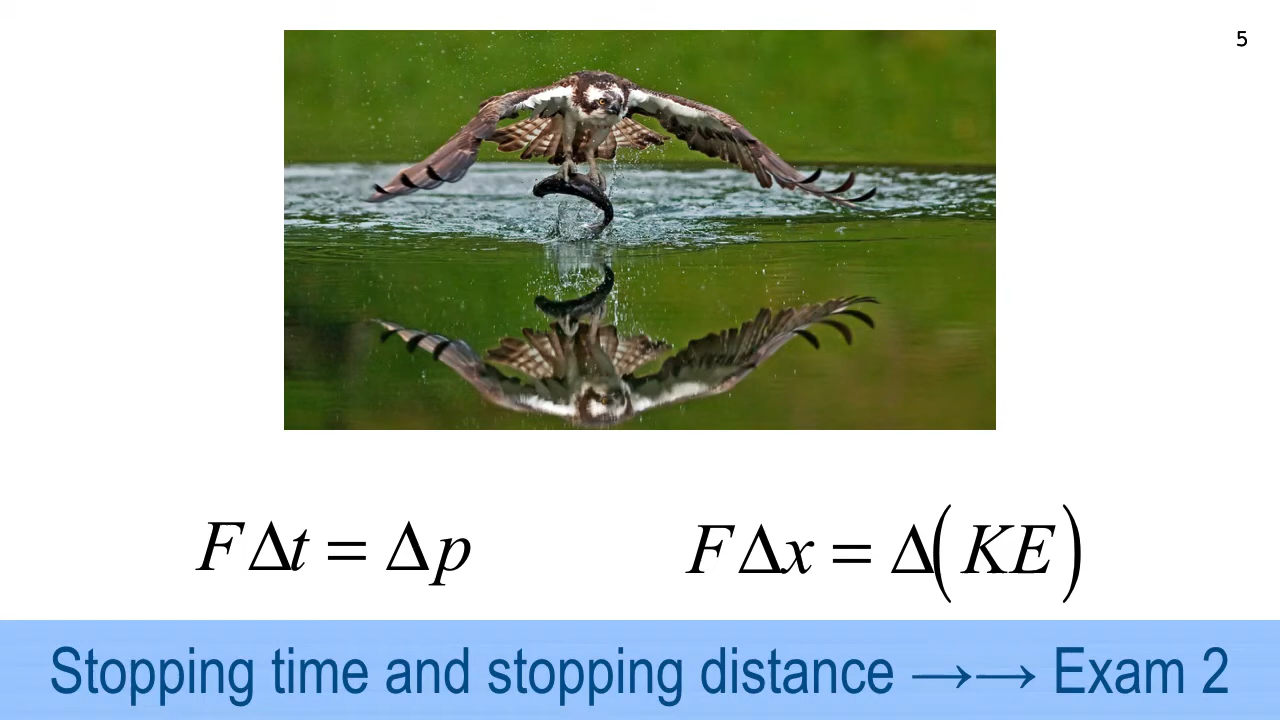 5
FΔt = Δp
FΔx = Δ(KE)
Stopping time and stopping distance →→ Exam 2